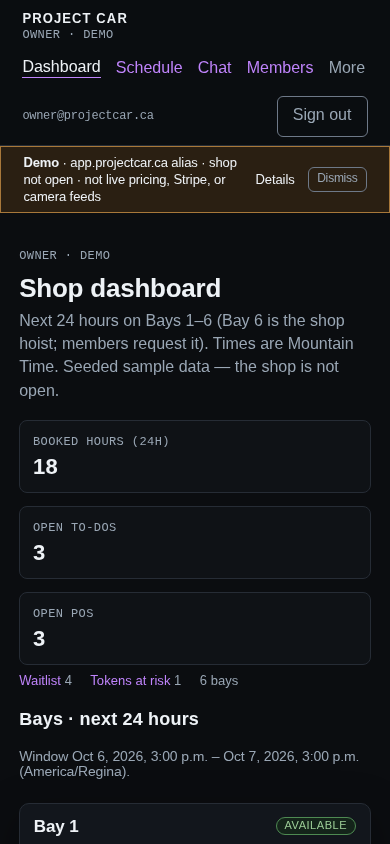 PROJECT CAR
OWNER · DEMO
Dashboard Schedule Chat Members More
owner@projectcar.ca Sign out
Demo · app.projectcar.ca alias · shop
not open · not live pricing, Stripe, or
camera feeds
Details Dismiss
OWNER · DEMO
Shop dashboard
Next 24 hours on Bays 1–6 (Bay 6 is the shop
hoist; members request it). Times are Mountain
Time. Seeded sample data — the shop is not
open.
BOOKED HOURS (24H)
18
OPEN TO-DOS
3
OPEN POS
3
Waitlist 4 Tokens at risk 1 6 bays
Bays · next 24 hours
Window Oct 6, 2026, 3:00 p.m. – Oct 7, 2026, 3:00 p.m.
(America/Regina).
Bay 1 AVAILABLE